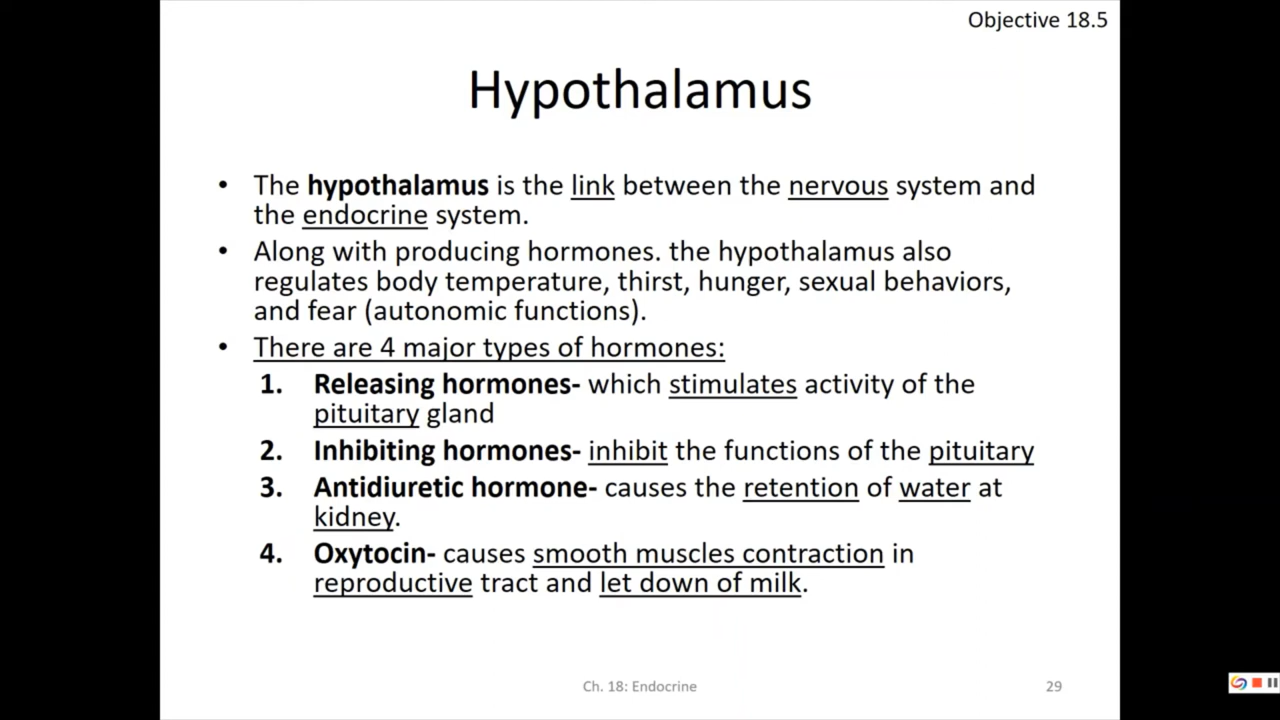 Objective 18.5
Hypothalamus
• The hypothalamus is the link between the nervous system and
the endocrine system.
• Along with producing hormones. the hypothalamus also
regulates body temperature, thirst, hunger, sexual behaviors,
and fear (autonomic functions).
• There are 4 major types of hormones:
1. Releasing hormones- which stimulates activity of the
pituitary gland
2. Inhibiting hormones- inhibit the functions of the pituitary
3. Antidiuretic hormone- causes the retention of water at
kidney.
4. Oxytocin- causes smooth muscles contraction in
reproductive tract and let down of milk.
Ch. 18: Endocrine
29